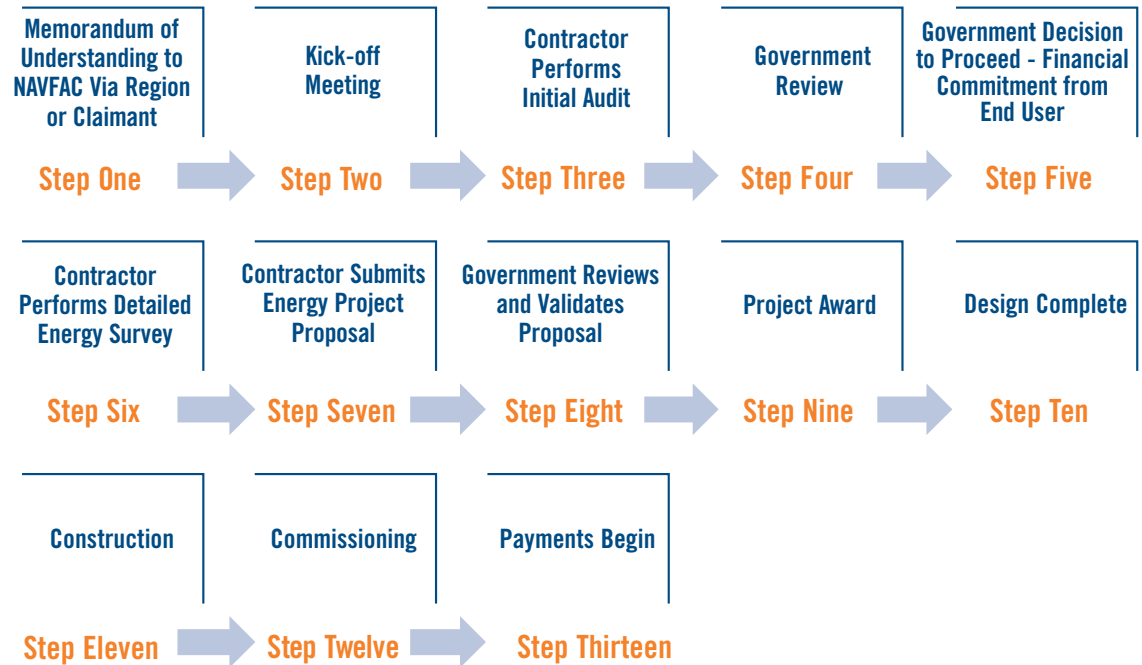 Memorandum of
Understanding to
NAVFAC Via Region
or Claimant
Kick-off
Meeting
Contractor
Performs
Initial Audit
Government
Review
Government Decision
to Proceed - Financial
Commitment from
End User
Step One
Step Two
Step Three
Step Four
Step Five
Contractor
Performs Detailed
Energy Survey
Contractor Submits
Energy Project
Proposal
Government Reviews
and Validates
Proposal
Project Award
Design Complete
Step Six
Step Seven
Step Eight
Step Nine
Step Ten
Construction
Commissioning
Payments Begin
Step Eleven
Step Twelve
Step Thirteen